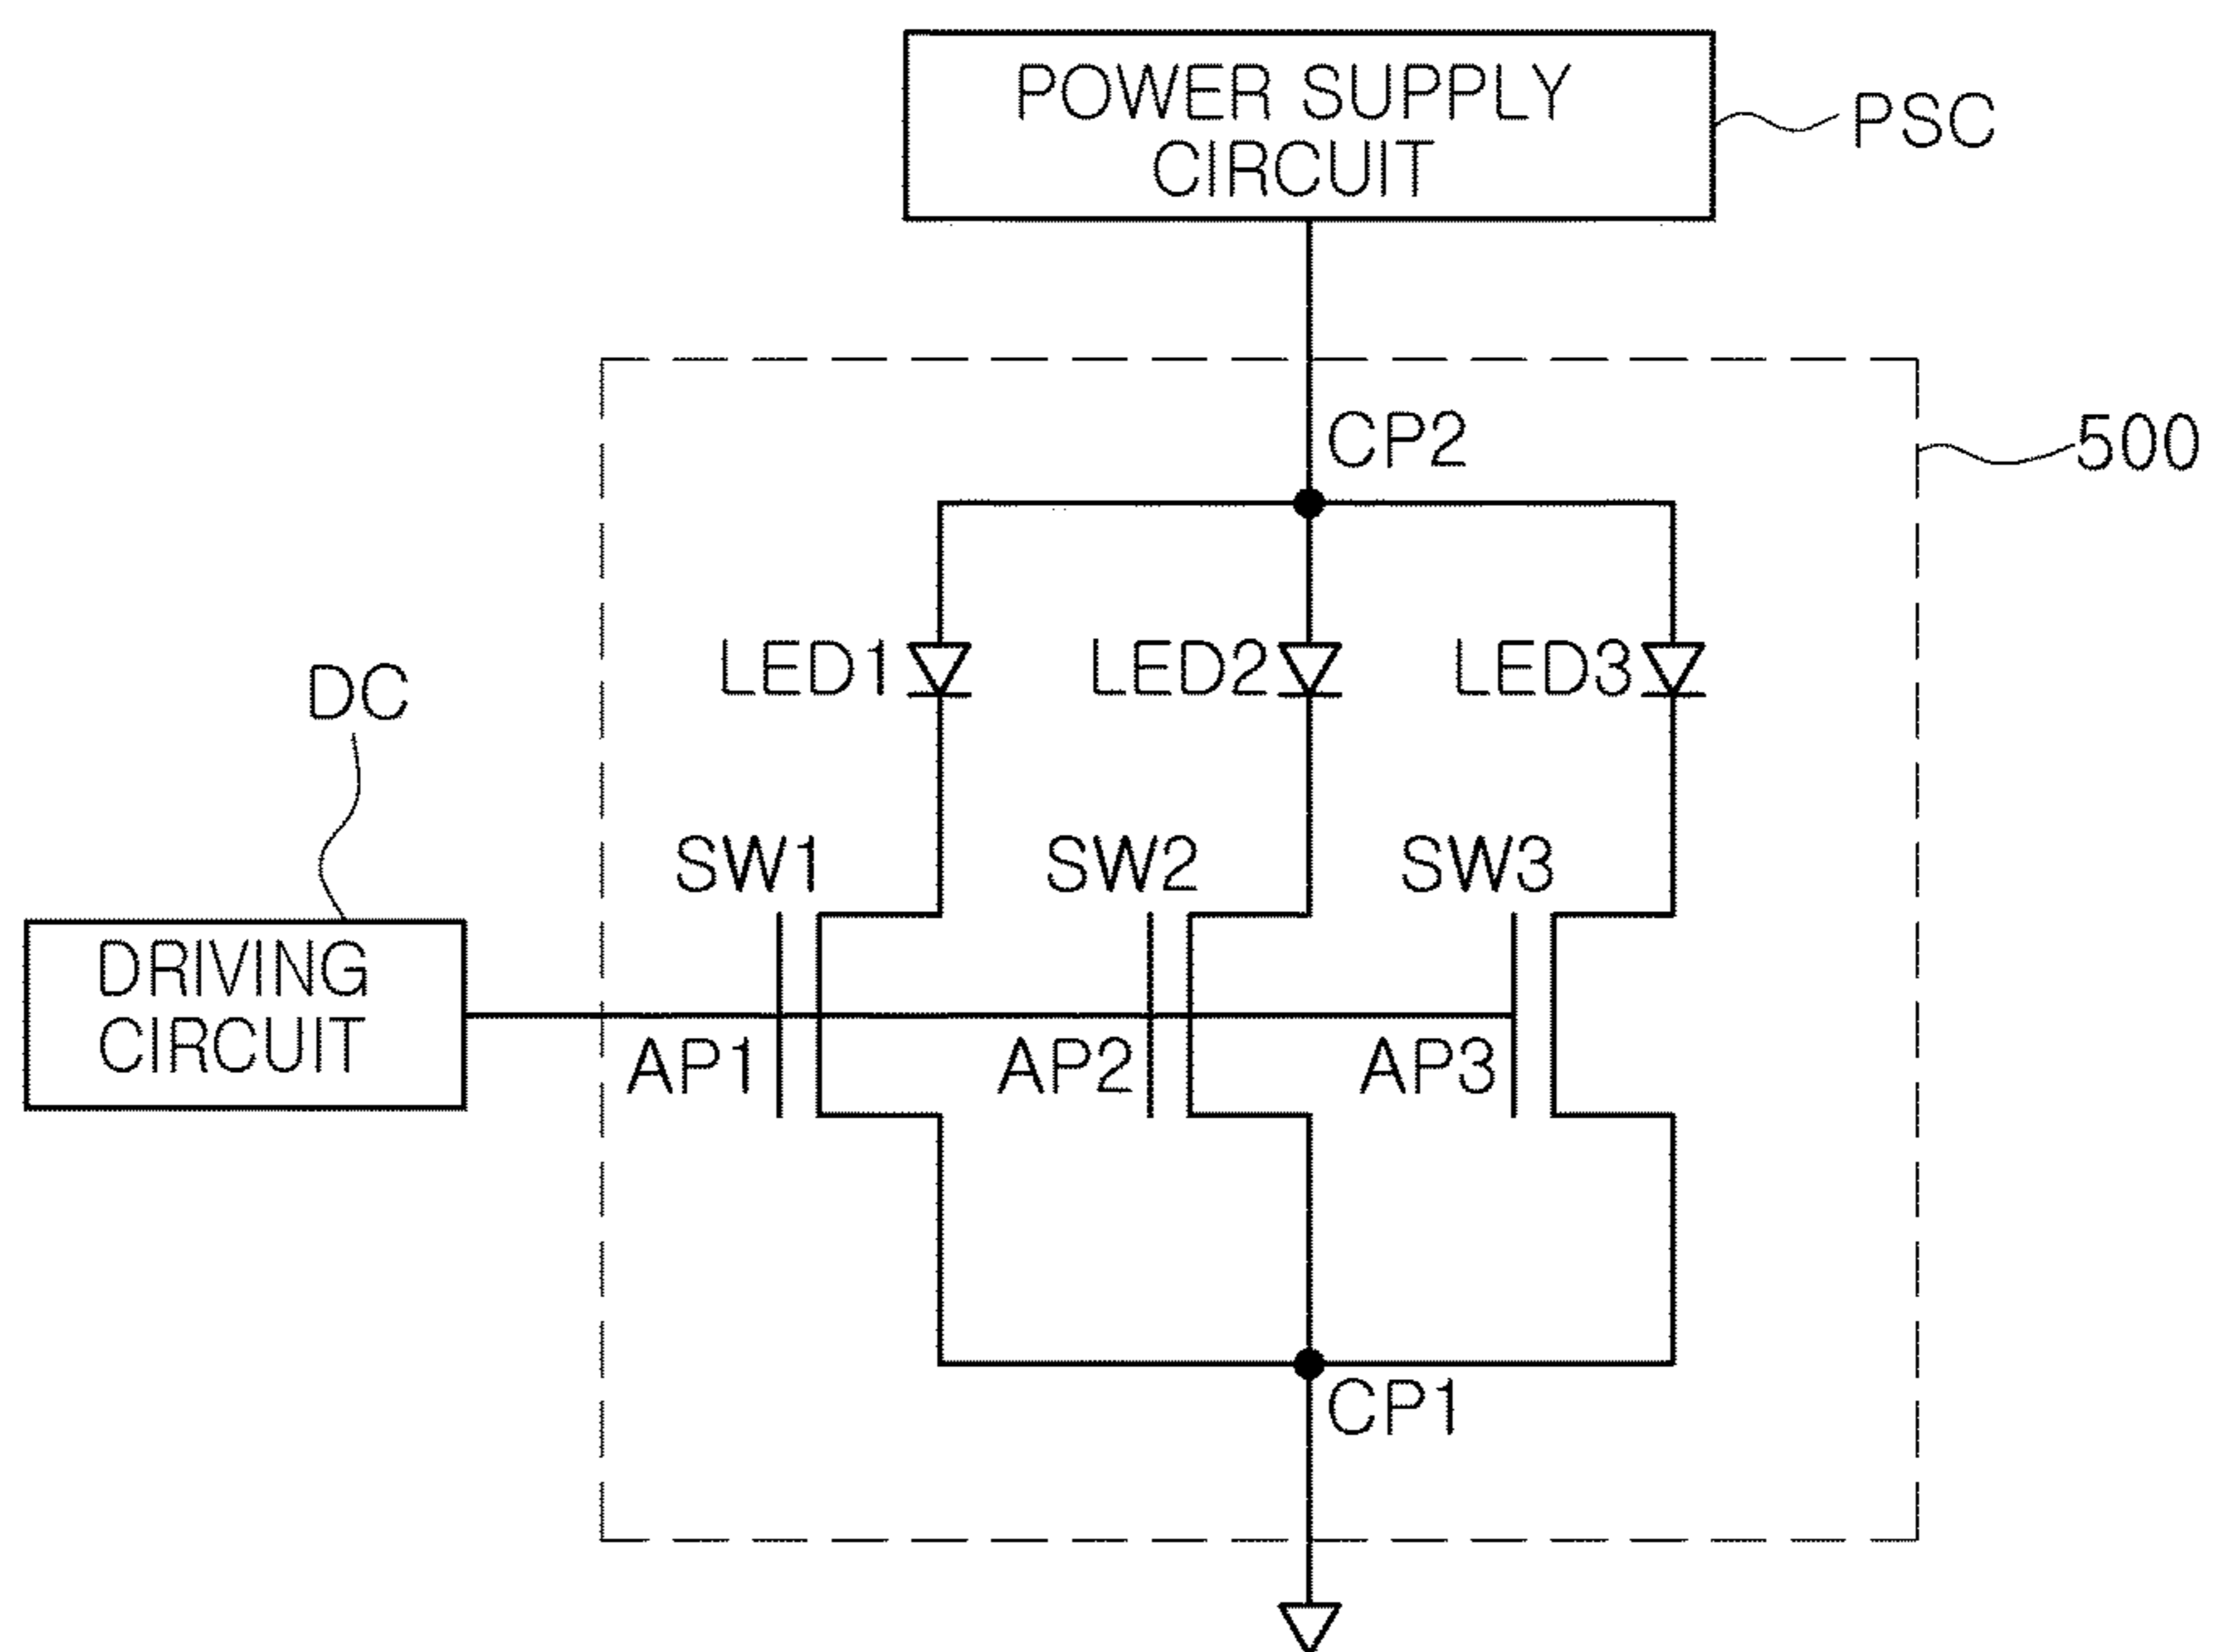 POWER SUPPLY
CIRCUIT
PSC
CP2
500
LED1
LED2
LED3
DC
SW1
SW2
SW3
DRIVING
CIRCUIT
AP1
AP2
AP3
CP1